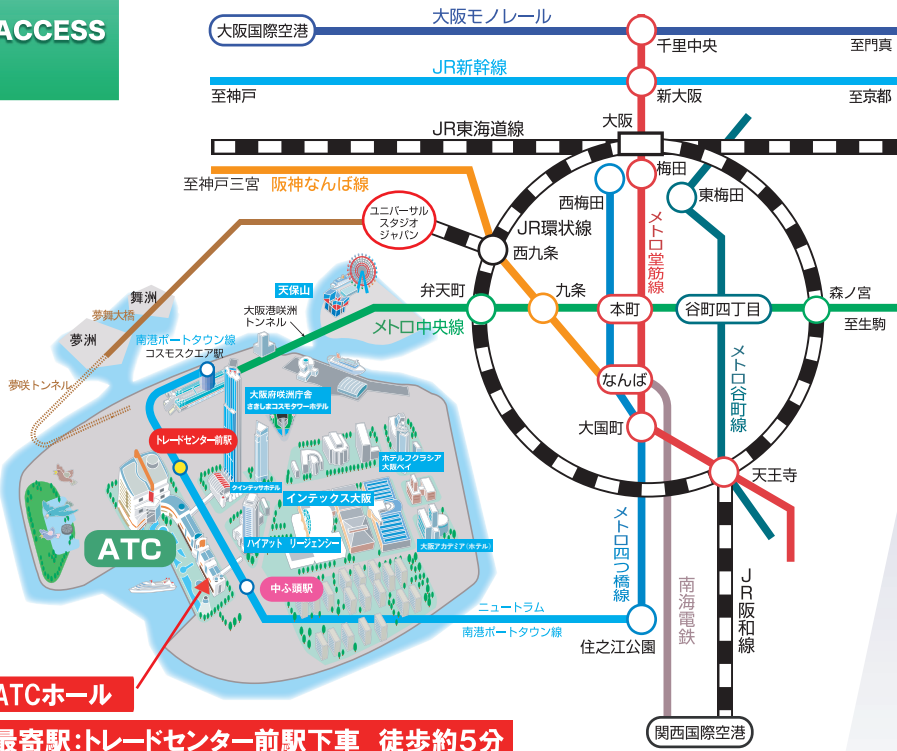 ACCESS
大阪モノレール
大阪国際空港
千里中央
至門真
JR新幹線
至神戸
新大阪
至京都
大阪
JR東海道線
梅田
至神戸三宮
阪神なんば線
西梅田
東梅田
ユニバーサル
スタジオ
ジャパン
JR環状線
西九条
メトロ堂筋線
舞洲
天保山
弁天町
九条
本町
谷町四丁目
森ノ宮
夢舞大橋
大阪港咲洲
トンネル
メトロ中央線
至生駒
夢洲
南港ポートタウン線
コスモスクエア駅
メトロ谷町線
夢咲トンネル
なんば
大阪府咲洲庁舎
さきしまコスモタワーホテル
大国町
トレードセンター前駅
ホテルフクラシア
大阪ベイ
天王寺
クインテッサホテル
インテックス大阪
ATC
ハイアット リージェンシー
大阪アカデミア(ホテル)
メトロ四つ橋線
中ふ頭駅
南海電鉄
JR阪和線
ニュートラム
南港ポートタウン線
住之江公園
ATCホール
関西国際空港
最寄駅:トレードセンター前駅下車 徒歩約5分